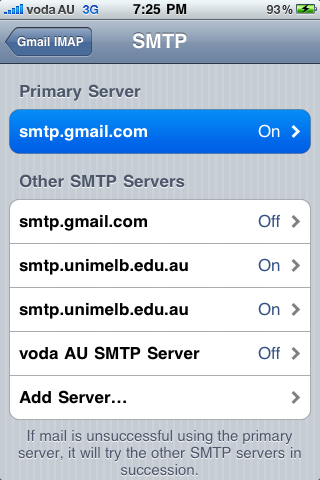 voda AU 3G 7:25 PM 93%
Gmail IMAP SMTP
Primary Server
smtp.gmail.com On
Other SMTP Servers
smtp.gmail.com Off
smtp.unimelb.edu.au On
smtp.unimelb.edu.au On
voda AU SMTP Server Off
Add Server...
If mail is unsuccessful using the primary
server, it will try the other SMTP servers in
succession.